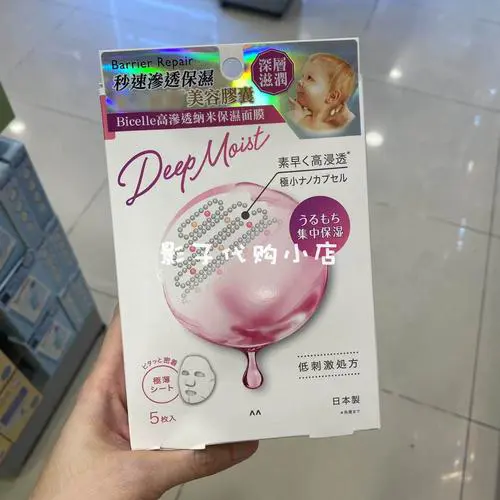 Barrier Repair
秒速滲透保濕
美容膠囊
深層
滋潤
Bicelle高滲透納米保濕面膜
Deep Moist
素早く高浸透*
極小ナノカプセル
うるもち
集中保湿
影子代购小店
ピタッと密着
極薄
シート
5枚入
低刺激処方
日本製
*角層まで